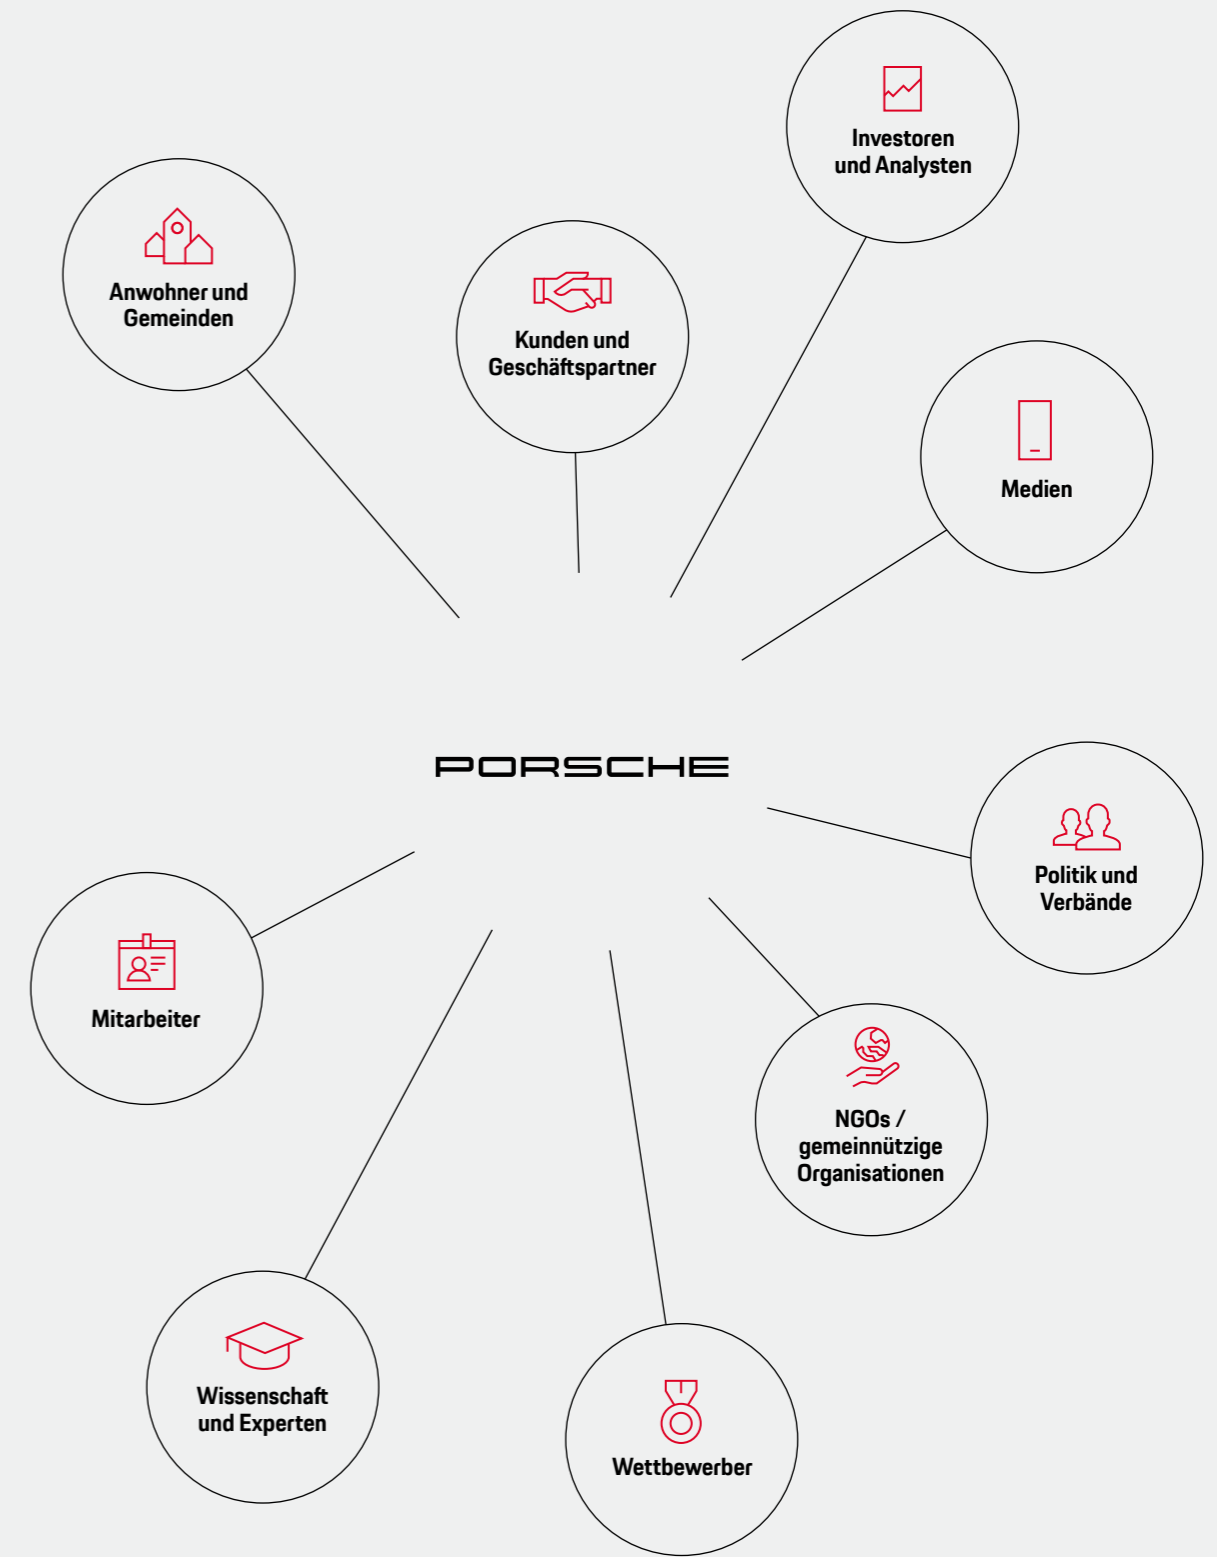 Investoren
und Analysten
Anwohner und
Gemeinden
Kunden und
Geschäftspartner
Medien
PORSCHE
Politik und
Verbände
Mitarbeiter
NGOs /
gemeinnützige
Organisationen
Wissenschaft
und Experten
Wettbewerber